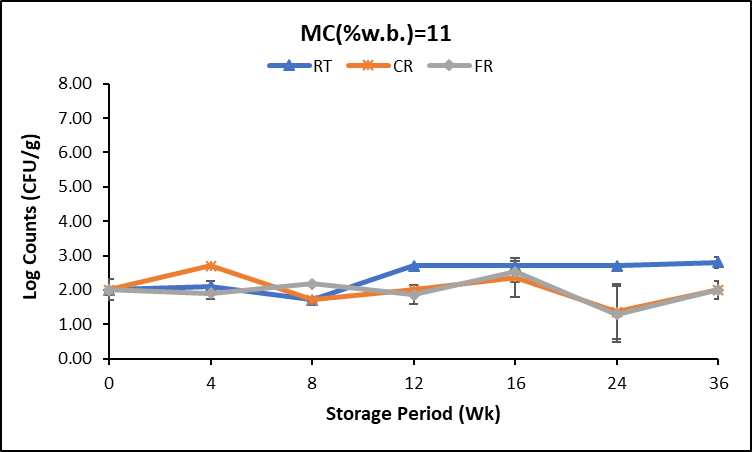 MC(%w.b.)=11
RT CR FR
8.00
7.00
6.00
5.00
4.00
3.00
2.00
1.00
0.00
Log Counts (CFU/g)
0 4 8 12 16 24 36
Storage Period (Wk)